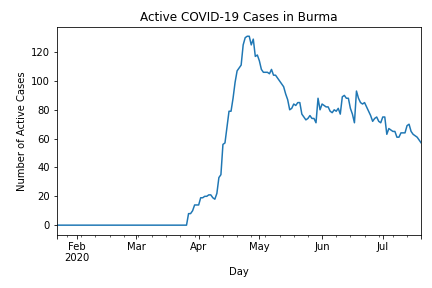 Active COVID-19 Cases in Burma
Number of Active Cases
120
100
80
60
40
20
0
Feb
2020
Mar
Apr
May
Jun
Jul
Day